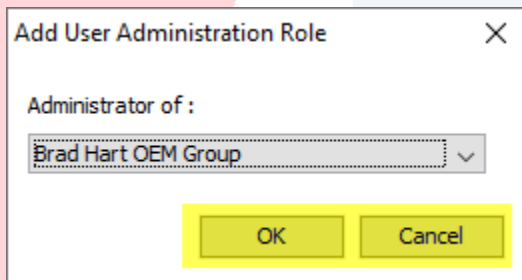 Add User Administration Role
Administrator of :
Brad Hart OEM Group
OK Cancel